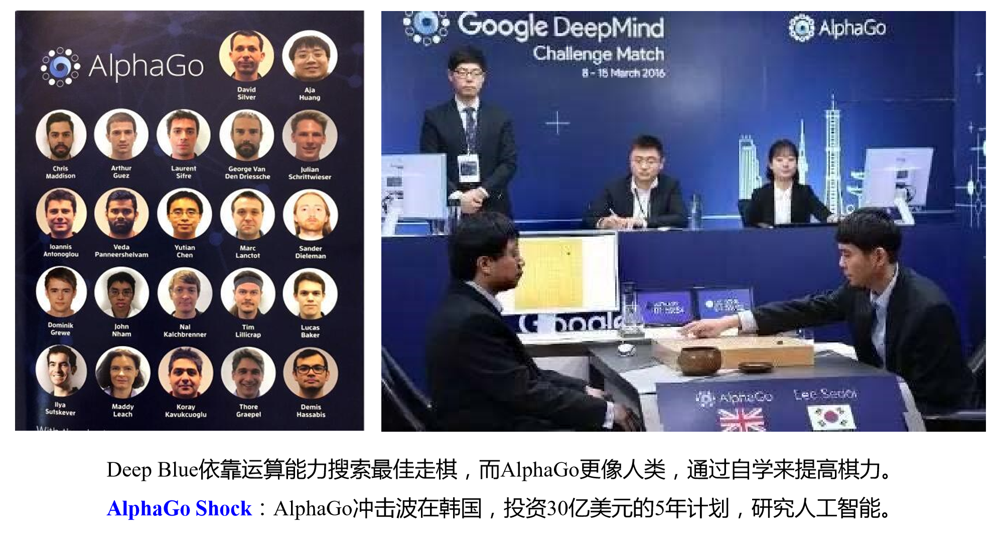 AlphaGo
David
Silver
Aja
Huang
Chris
Maddison
Arthur
Guez
Laurent
Sifre
George Van
Den Driessche
Julian
Schrittwieser
Ioannis
Antonoglou
Veda
Panneershelvam
Yutian
Chen
Marc
Lanctot
Sander
Dieleman
Dominik
Grewe
John
Nham
Nal
Kalchbrenner
Tim
Lillicrap
Lucas
Baker
Ilya
Sutskever
Maddy
Leach
Koray
Kavukcuoglu
Thore
Graepel
Demis
Hassabis
Google DeepMind
Challenge Match
8 - 15 March 2016
AlphaGo
Google
AlphaGo
Lee Sedol
Deep Blue依靠运算能力搜索最佳走棋，而AlphaGo更像人类，通过自学来提高棋力。
AlphaGo Shock：AlphaGo冲击波在韩国，投资30亿美元的5年计划，研究人工智能。